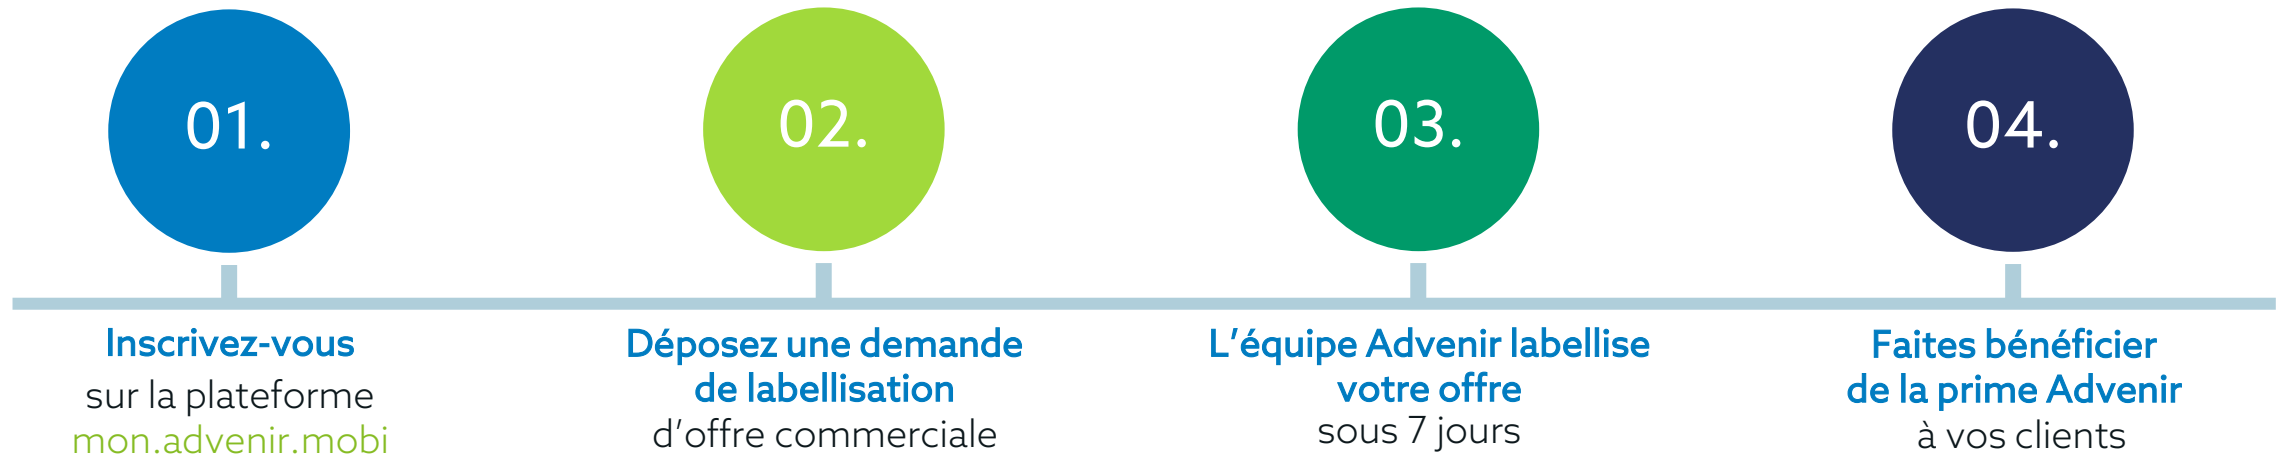 01.
Inscrivez-vous
sur la plateforme
mon.advenir.mobi
02.
Déposez une demande
de labellisation
d’offre commerciale
03.
L’équipe Advenir labellise
votre offre
sous 7 jours
04.
Faites bénéficier
de la prime Advenir
à vos clients